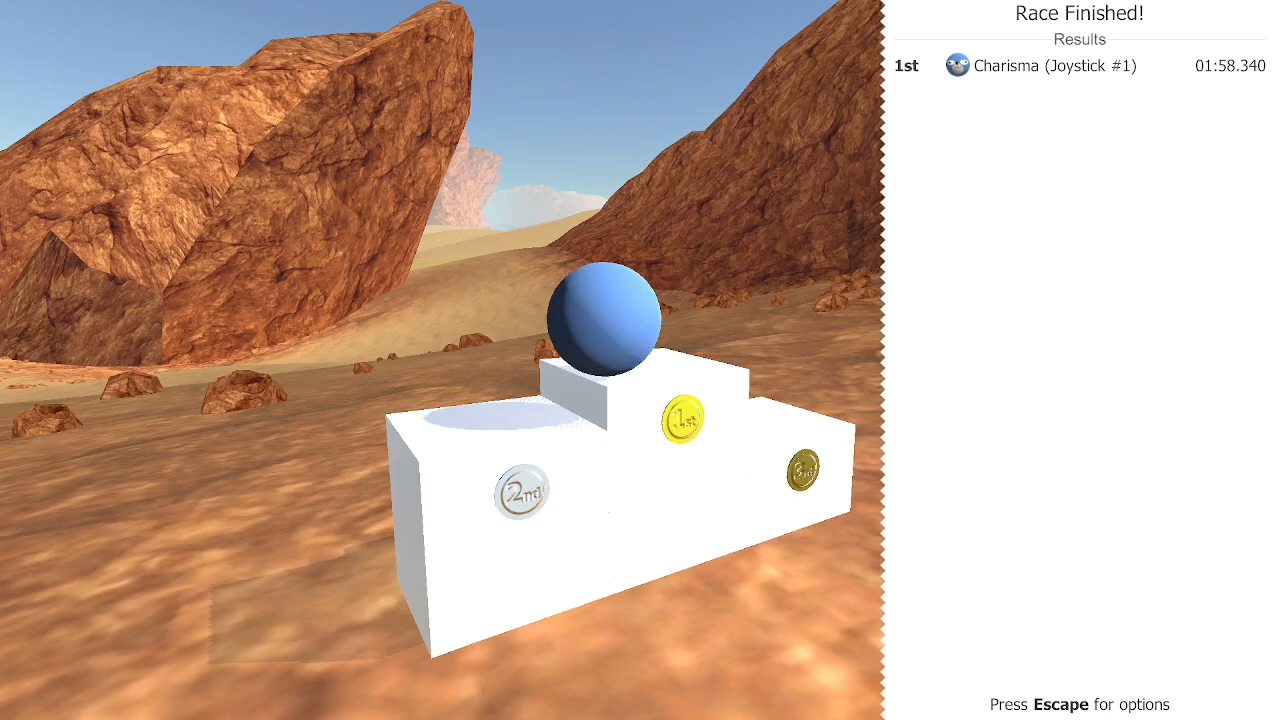 Race Finished!
Results
1st Charisma (Joystick #1) 01:58.340
1st
2nd
3rd
Press Escape for options